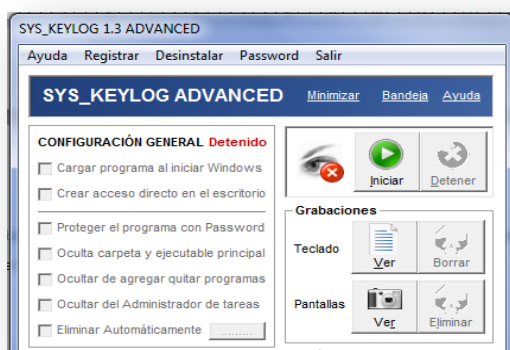 SYS_KEYLOG 1.3 ADVANCED
Ayuda Registrar Desinstalar Password Salir
SYS_KEYLOG ADVANCED Minimizar Bandeja Ayuda
CONFIGURACIÓN GENERAL Detenido
Cargar programa al iniciar Windows
Crear acceso directo en el escritorio
Proteger el programa con Password
Oculta carpeta y ejecutable principal
Ocultar de agregar quitar programas
Ocultar del Administrador de tareas
Eliminar Automáticamente .........
Iniciar Detener
Grabaciones
Teclado Ver Borrar
Pantallas Ver Eliminar